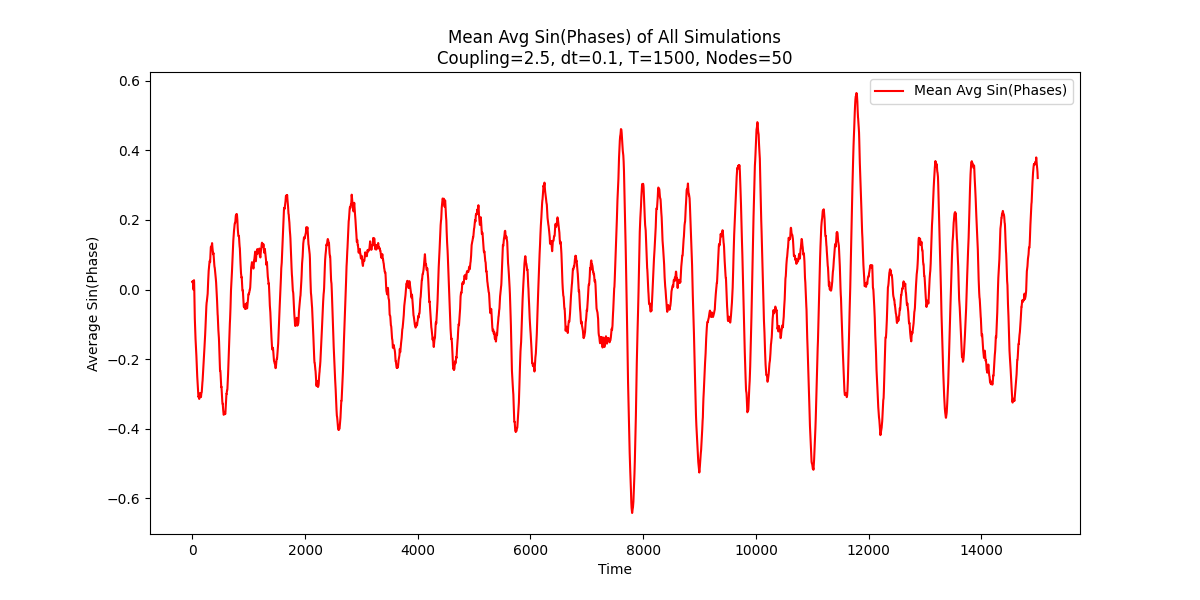 Mean Avg Sin(Phases) of All Simulations
Coupling=2.5, dt=0.1, T=1500, Nodes=50
Mean Avg Sin(Phases)
Average Sin(Phase)
0.6
0.4
0.2
0.0
−0.2
−0.4
−0.6
0 2000 4000 6000 8000 10000 12000 14000
Time